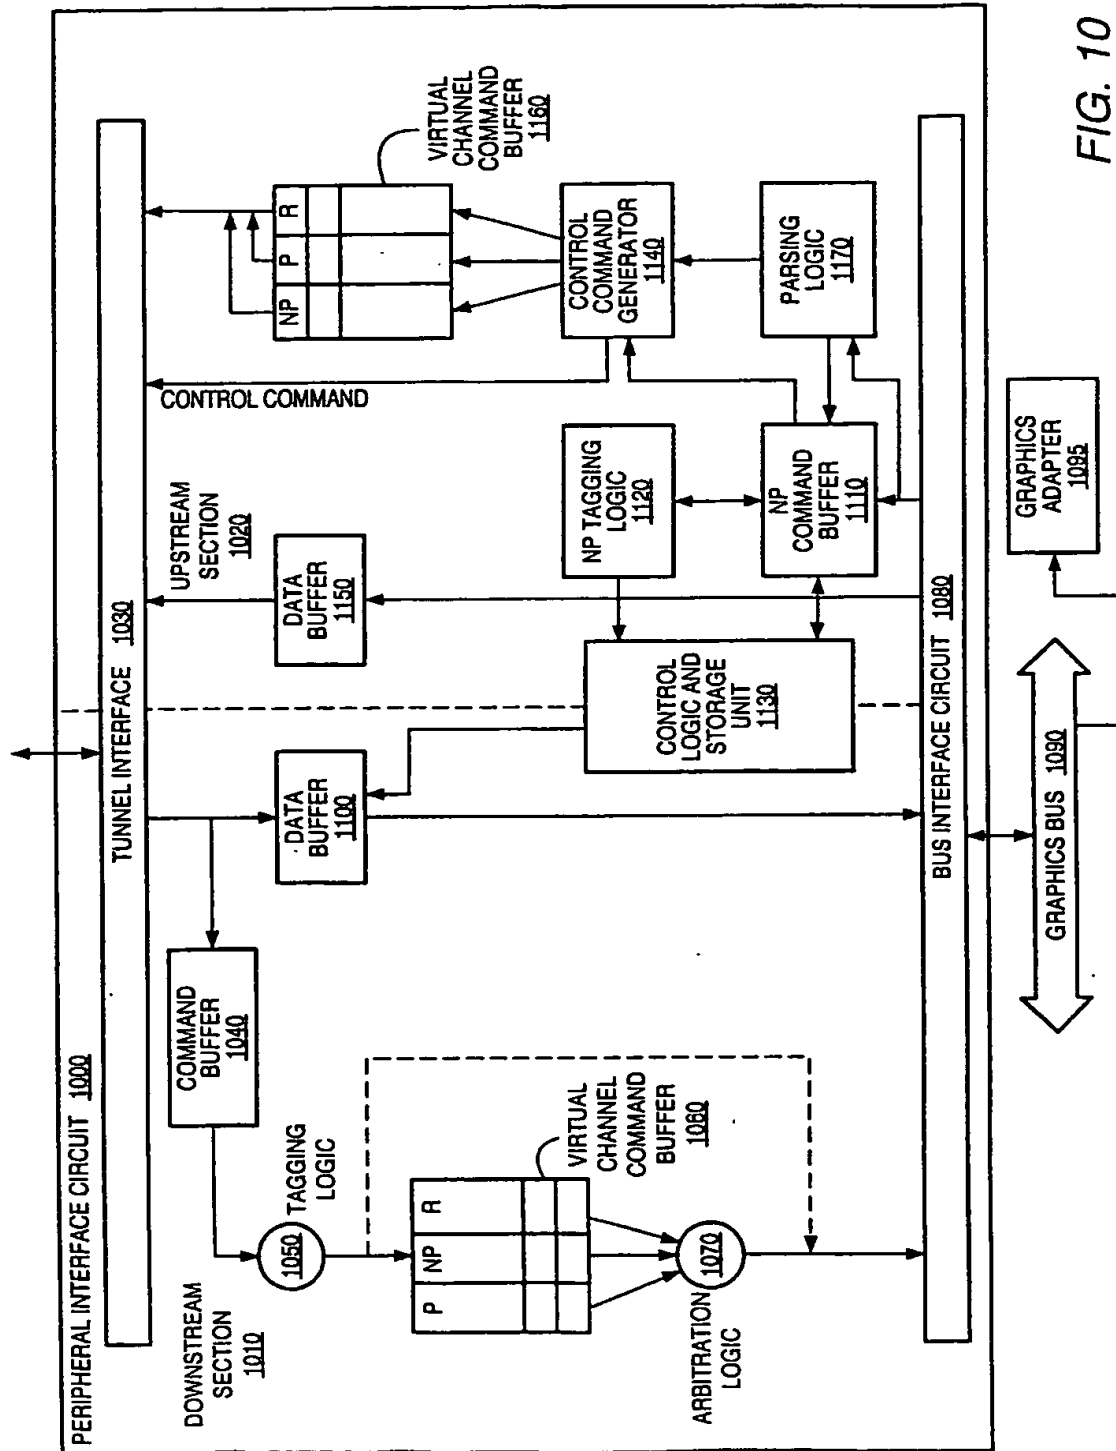 PERIPHERAL INTERFACE CIRCUIT 1000
TUNNEL INTERFACE 1030
DOWNSTREAM
SECTION
1010
COMMAND
BUFFER
1040
1050
TAGGING
LOGIC
P
NP
R
VIRTUAL
CHANNEL
COMMAND
BUFFER
1060
1070
ARBITRATION
LOGIC
DATA
BUFFER
1100
UPSTREAM
SECTION
1020
DATA
BUFFER
1150
CONTROL COMMAND
NP
P
R
VIRTUAL
CHANNEL
COMMAND
BUFFER
1160
CONTROL
LOGIC AND
STORAGE
UNIT
1130
NP TAGGING
LOGIC
1120
NP
COMMAND
BUFFER
1110
CONTROL
COMMAND
GENERATOR
1140
PARSING
LOGIC
1170
BUS INTERFACE CIRCUIT 1080
GRAPHICS BUS 1090
GRAPHICS
ADAPTER
1095
FIG. 10